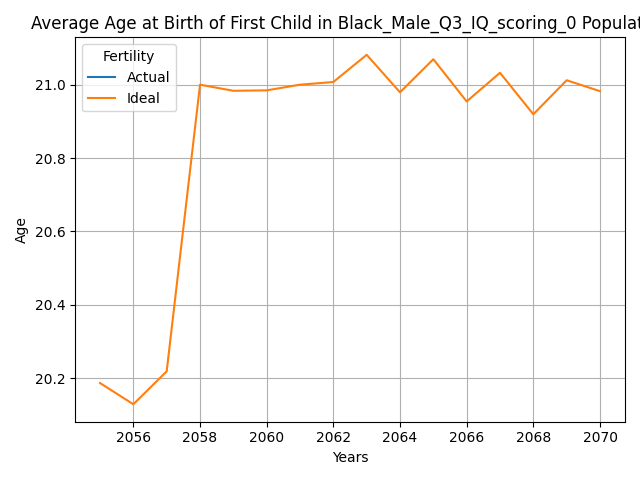 Average Age at Birth of First Child in Black_Male_Q3_IQ_scoring_0 Populat
Fertility
Actual
Ideal
21.0
20.8
20.6
20.4
20.2
Age
2056 2058 2060 2062 2064 2066 2068 2070
Years